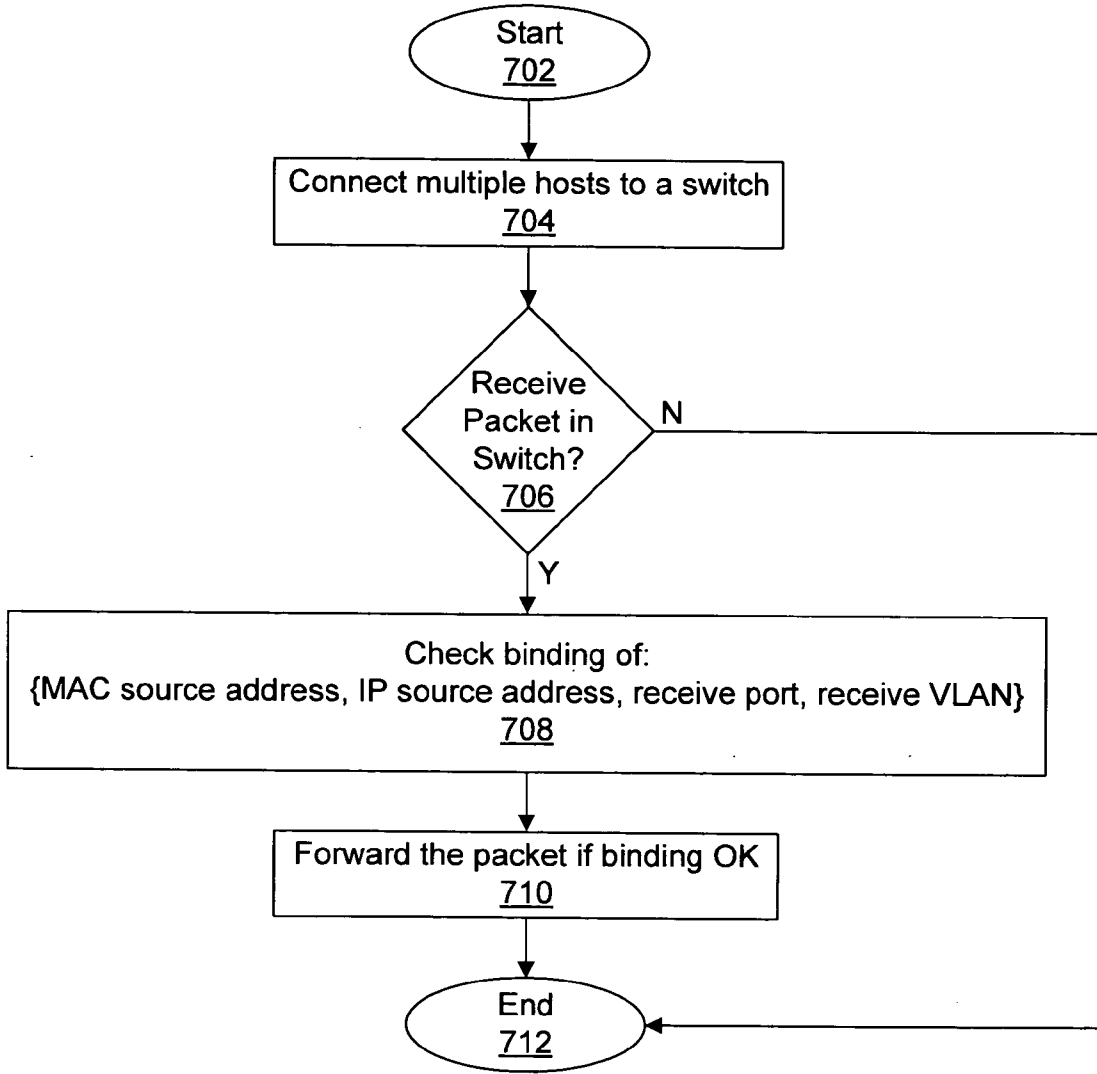 Start
702
Connect multiple hosts to a switch
704
Receive
Packet in
Switch?
706
N
Y
Check binding of:
{MAC source address, IP source address, receive port, receive VLAN}
708
Forward the packet if binding OK
710
End
712